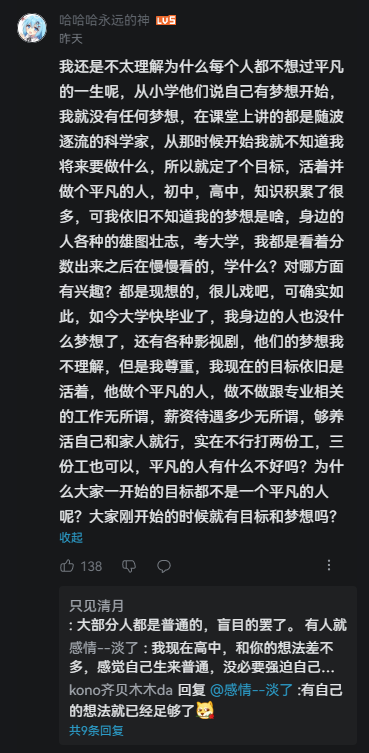 哈哈哈永远的神 LV5
昨天
我还是不太理解为什么每个人都不想过平凡
的一生呢，从小学他们说自己有梦想开始，
我就没有任何梦想，在课堂上讲的都是随波
逐流的科学家，从那时候开始我就不知道我
将来要做什么，所以就定了个目标，活着并
做个平凡的人，初中，高中，知识积累了很
多，可我依旧不知道我的梦想是啥，身边的
人各种的雄图壮志，考大学，我都是看着分
数出来之后在慢慢看的，学什么？对哪方面
有兴趣？都是现想的，很儿戏吧，可确实如
此，如今大学快毕业了，我身边的人也没什
么梦想了，还有各种影视剧，他们的梦想我
不理解，但是我尊重，我现在的目标依旧是
活着，他做个平凡的人，做不做跟专业相关
的工作无所谓，薪资待遇多少无所谓，够养
活自己和家人就行，实在不行打两份工，三
份工也可以，平凡的人有什么不好吗？为什
么大家一开始的目标都不是一个平凡的人
呢？大家刚开始的时候就有目标和梦想吗？
收起
138
只见清月
: 大部分人都是普通的，盲目的罢了。有人就
感情--淡了 : 我现在高中，和你的想法差不
多，感觉自己生来普通，没必要强迫自己...
kono齐贝木木da 回复 @感情--淡了 :有自己
的想法就已经足够了
共9条回复